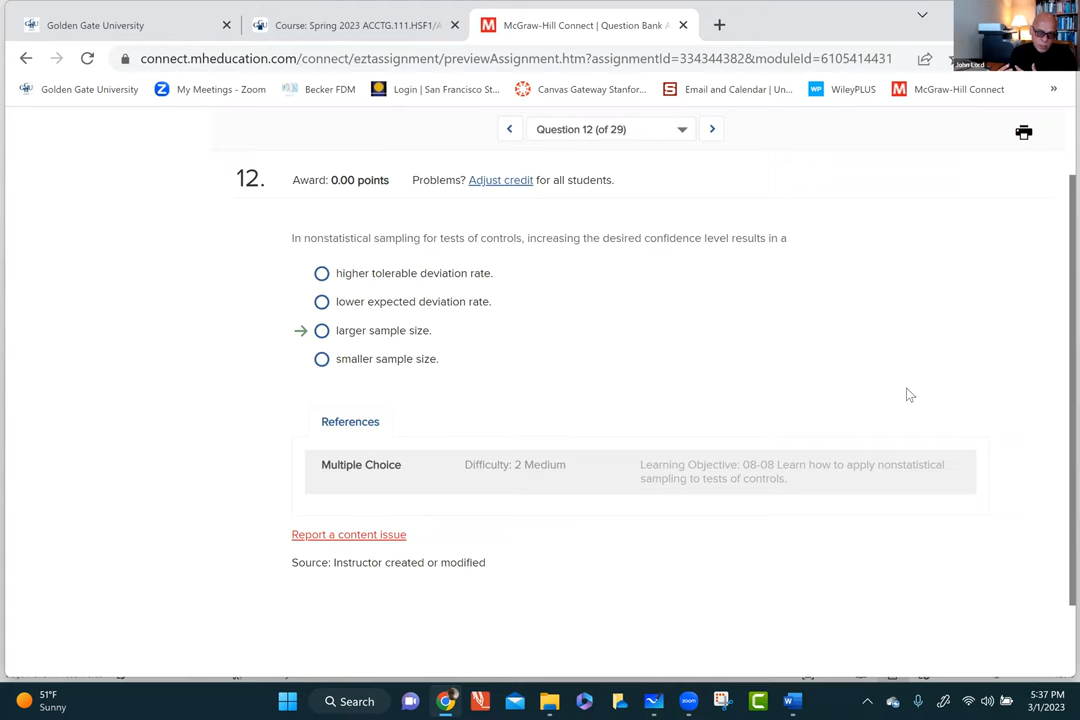 Golden Gate University
Course: Spring 2023 ACCTG.111.HSF1/A
McGraw-Hill Connect | Question Bank A
connect.mheducation.com/connect/eztassignment/previewAssignment.htm?assignmentId=334344382&moduleId=6105414431
John Lord
Golden Gate University
My Meetings - Zoom
Becker FDM
Login | San Francisco St...
Canvas Gateway Stanfor...
Email and Calendar | Un...
WileyPLUS
McGraw-Hill Connect
»
Question 12 (of 29)
12.
Award: 0.00 points
Problems? Adjust credit for all students.
In nonstatistical sampling for tests of controls, increasing the desired confidence level results in a
higher tolerable deviation rate.
lower expected deviation rate.
larger sample size.
smaller sample size.
References
Multiple Choice
Difficulty: 2 Medium
Learning Objective: 08-08 Learn how to apply nonstatistical
sampling to tests of controls.
Report a content issue
Source: Instructor created or modified
51°F
Sunny
Search
5:37 PM
3/1/2023